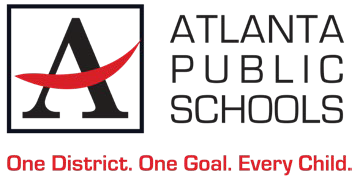 A
ATLANTA
PUBLIC
SCHOOLS
One District. One Goal. Every Child.